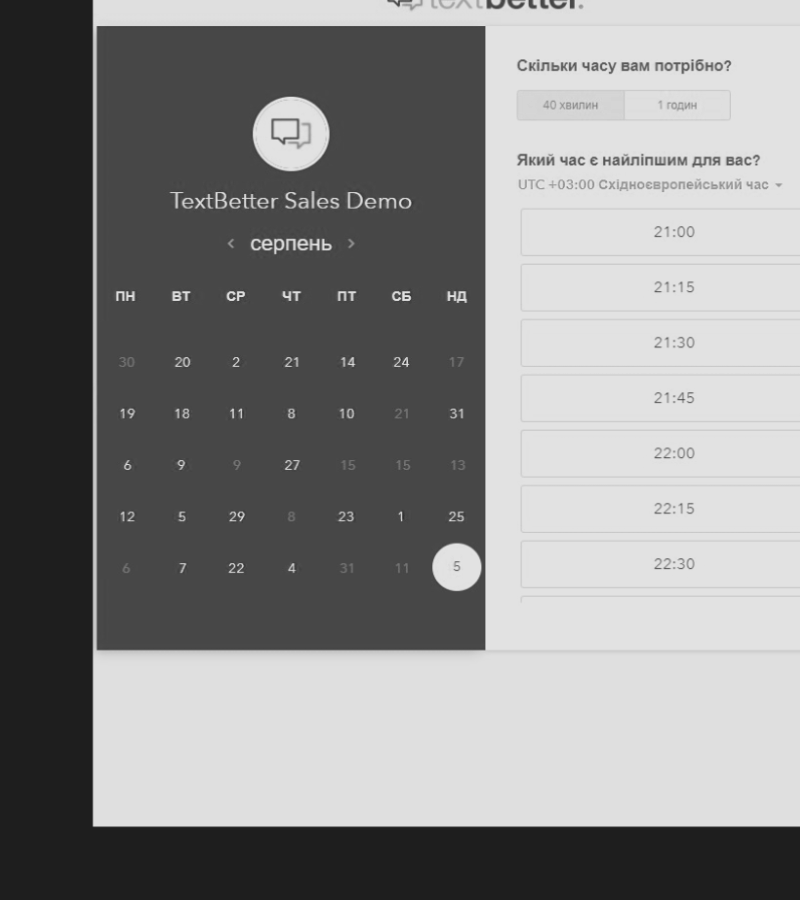 textbetter.
TextBetter Sales Demo
‹ серпень ›
ПН ВТ СР ЧТ ПТ СБ НД
30 20 2 21 14 24 17
19 18 11 8 10 21 31
6 9 9 27 15 15 13
12 5 29 8 23 1 25
6 7 22 4 31 11 5
Скільки часу вам потрібно?
40 хвилин 1 годин
Який час є найліпшим для вас?
UTC +03:00 Східноєвропейський час
21:00
21:15
21:30
21:45
22:00
22:15
22:30